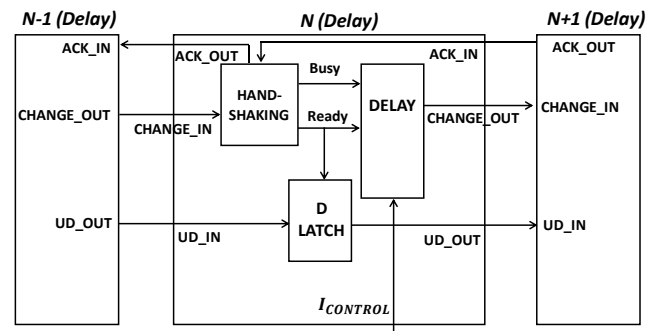 N-1 (Delay)
N (Delay)
N+1 (Delay)
ACK_IN
ACK_OUT
ACK_IN
ACK_OUT
Busy
HAND-
SHAKING
DELAY
CHANGE_OUT
CHANGE_IN
Ready
CHANGE_OUT
CHANGE_IN
D
LATCH
UD_OUT
UD_IN
UD_OUT
UD_IN
I_CONTROL